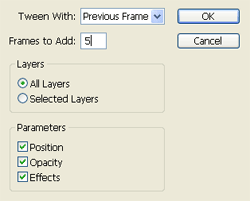 Tween With: Previous Frame OK
Frames to Add: 5 Cancel
Layers
All Layers
Selected Layers
Parameters
Position
Opacity
Effects